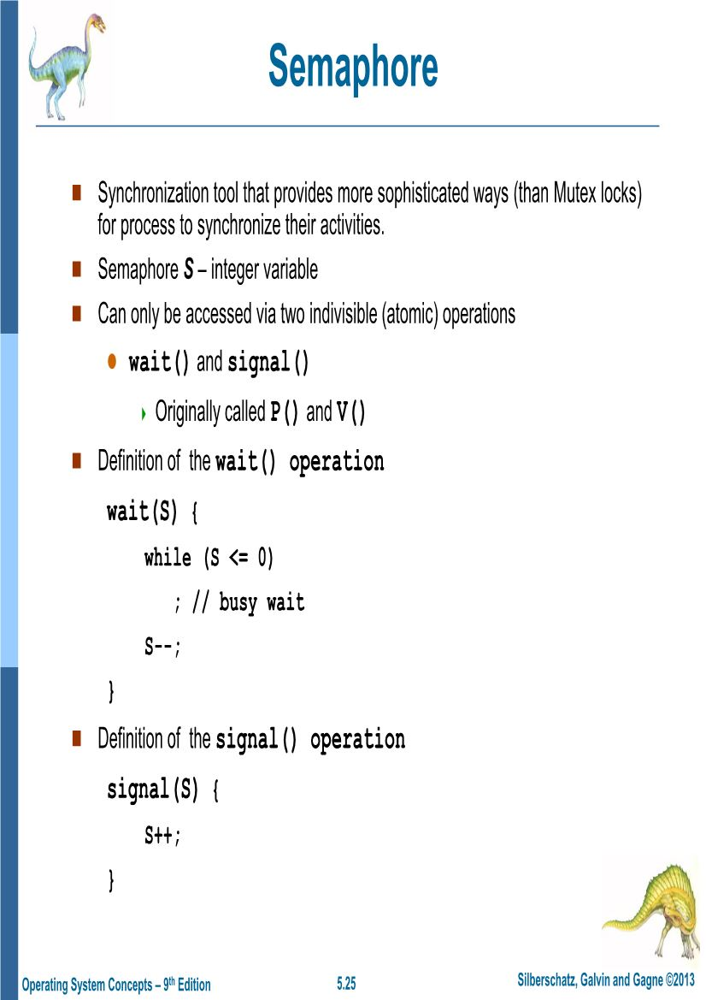 Semaphore
Synchronization tool that provides more sophisticated ways (than Mutex locks)
for process to synchronize their activities.
Semaphore S – integer variable
Can only be accessed via two indivisible (atomic) operations
wait() and signal()
Originally called P() and V()
Definition of  the wait() operation
wait(S) {
while (S <= 0)
; // busy wait
S--;
}
Definition of  the signal() operation
signal(S) {
S++;
}
Operating System Concepts – 9th Edition
5.25
Silberschatz, Galvin and Gagne ©2013